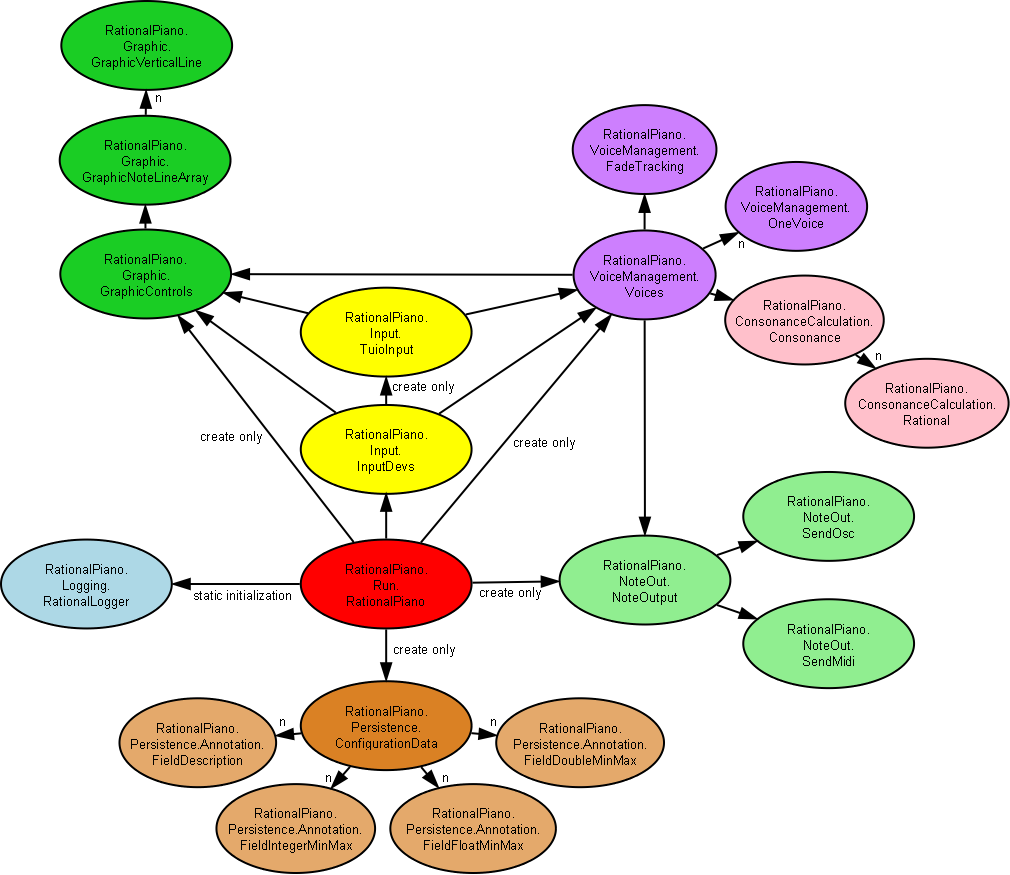 RationalPiano.
Graphic.
GraphicVerticalLine
n
RationalPiano.
Graphic.
GraphicNoteLineArray
RationalPiano.
VoiceManagement.
FadeTracking
RationalPiano.
VoiceManagement.
OneVoice
n
RationalPiano.
Graphic.
GraphicControls
RationalPiano.
VoiceManagement.
Voices
RationalPiano.
Input.
TuioInput
RationalPiano.
ConsonanceCalculation.
Consonance
n
create only
RationalPiano.
ConsonanceCalculation.
Rational
create only
RationalPiano.
Input.
InputDevs
create only
RationalPiano.
NoteOut.
SendOsc
RationalPiano.
Logging.
RationalLogger
static initialization
RationalPiano.
Run.
RationalPiano
create only
RationalPiano.
NoteOut.
NoteOutput
RationalPiano.
NoteOut.
SendMidi
create only
RationalPiano.
Persistence.Annotation.
FieldDescription
n
RationalPiano.
Persistence.
ConfigurationData
n
RationalPiano.
Persistence.Annotation.
FieldDoubleMinMax
n
n
RationalPiano.
Persistence.Annotation.
FieldIntegerMinMax
RationalPiano.
Persistence.Annotation.
FieldFloatMinMax